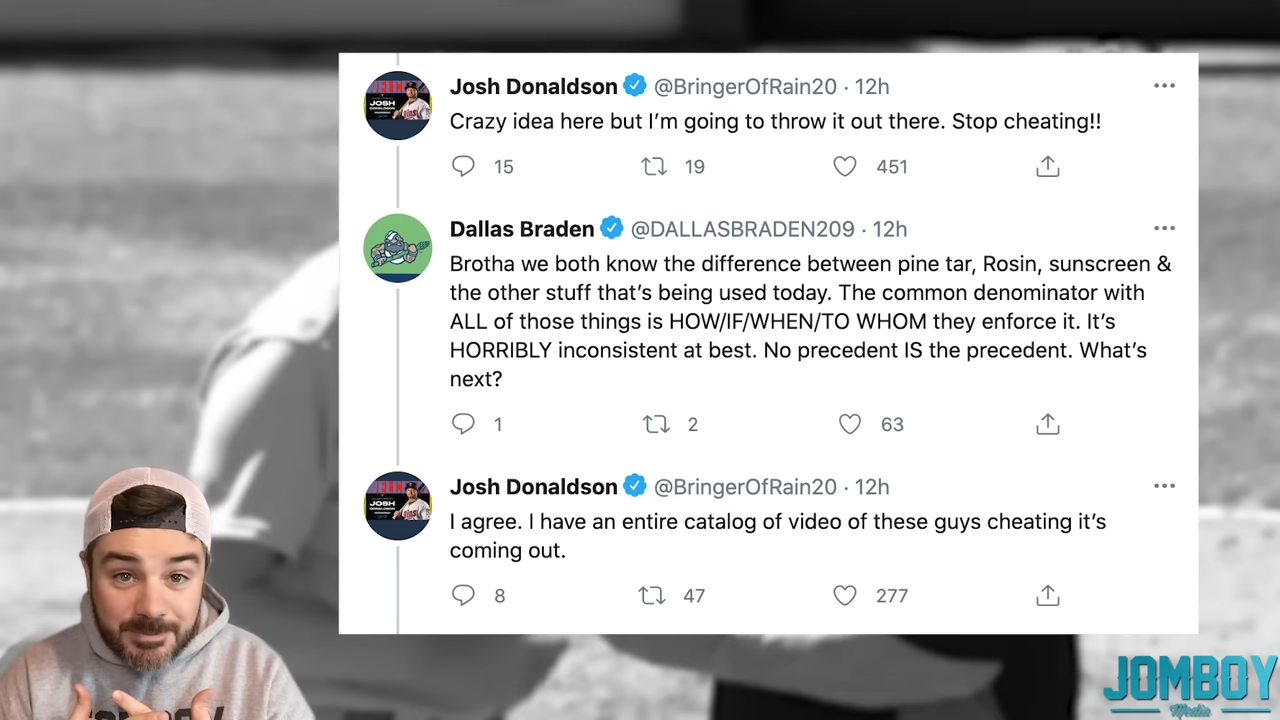 Josh Donaldson @BringerOfRain20 · 12h
Crazy idea here but I’m going to throw it out there. Stop cheating!!
15 19 451
Dallas Braden @DALLASBRADEN209 · 12h
Brotha we both know the difference between pine tar, Rosin, sunscreen &
the other stuff that’s being used today. The common denominator with
ALL of those things is HOW/IF/WHEN/TO WHOM they enforce it. It’s
HORRIBLY inconsistent at best. No precedent IS the precedent. What’s
next?
1 2 63
Josh Donaldson @BringerOfRain20 · 12h
I agree. I have an entire catalog of video of these guys cheating it’s
coming out.
8 47 277
JOMBOY
Media